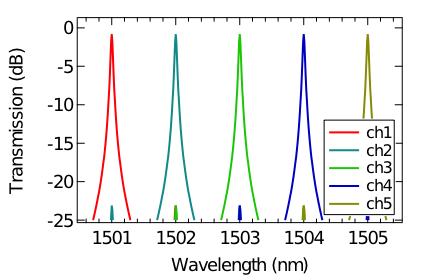 Transmission (dB)
0
-5
-10
-15
-20
-25
ch1
ch2
ch3
ch4
ch5
1501 1502 1503 1504 1505
Wavelength (nm)